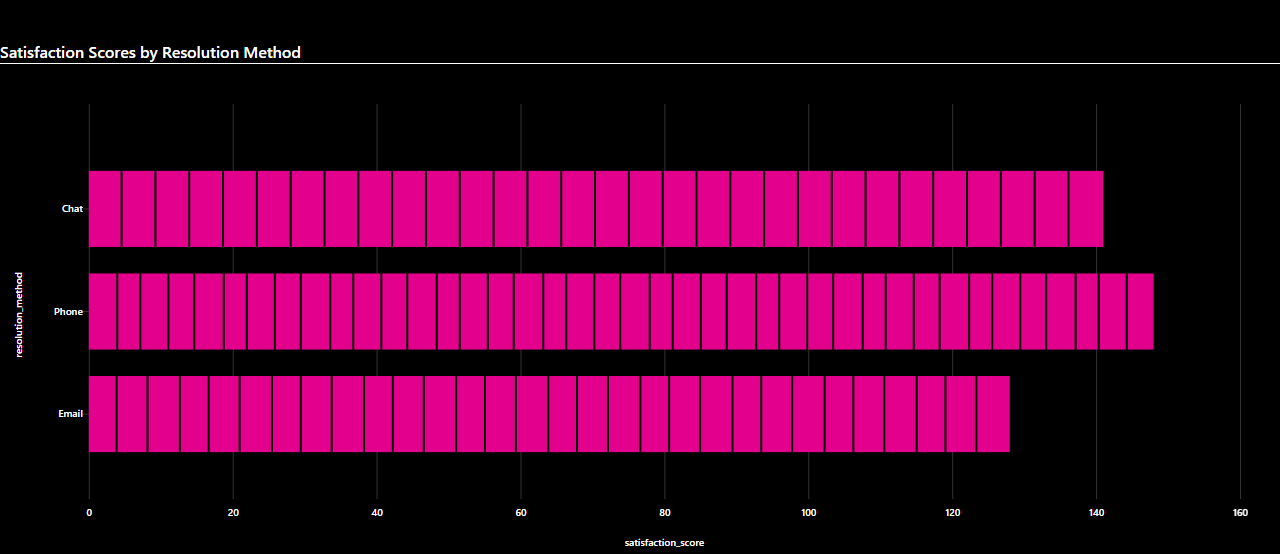 Satisfaction Scores by Resolution Method
resolution_method
Chat
Phone
Email
0 20 40 60 80 100 120 140 160
satisfaction_score